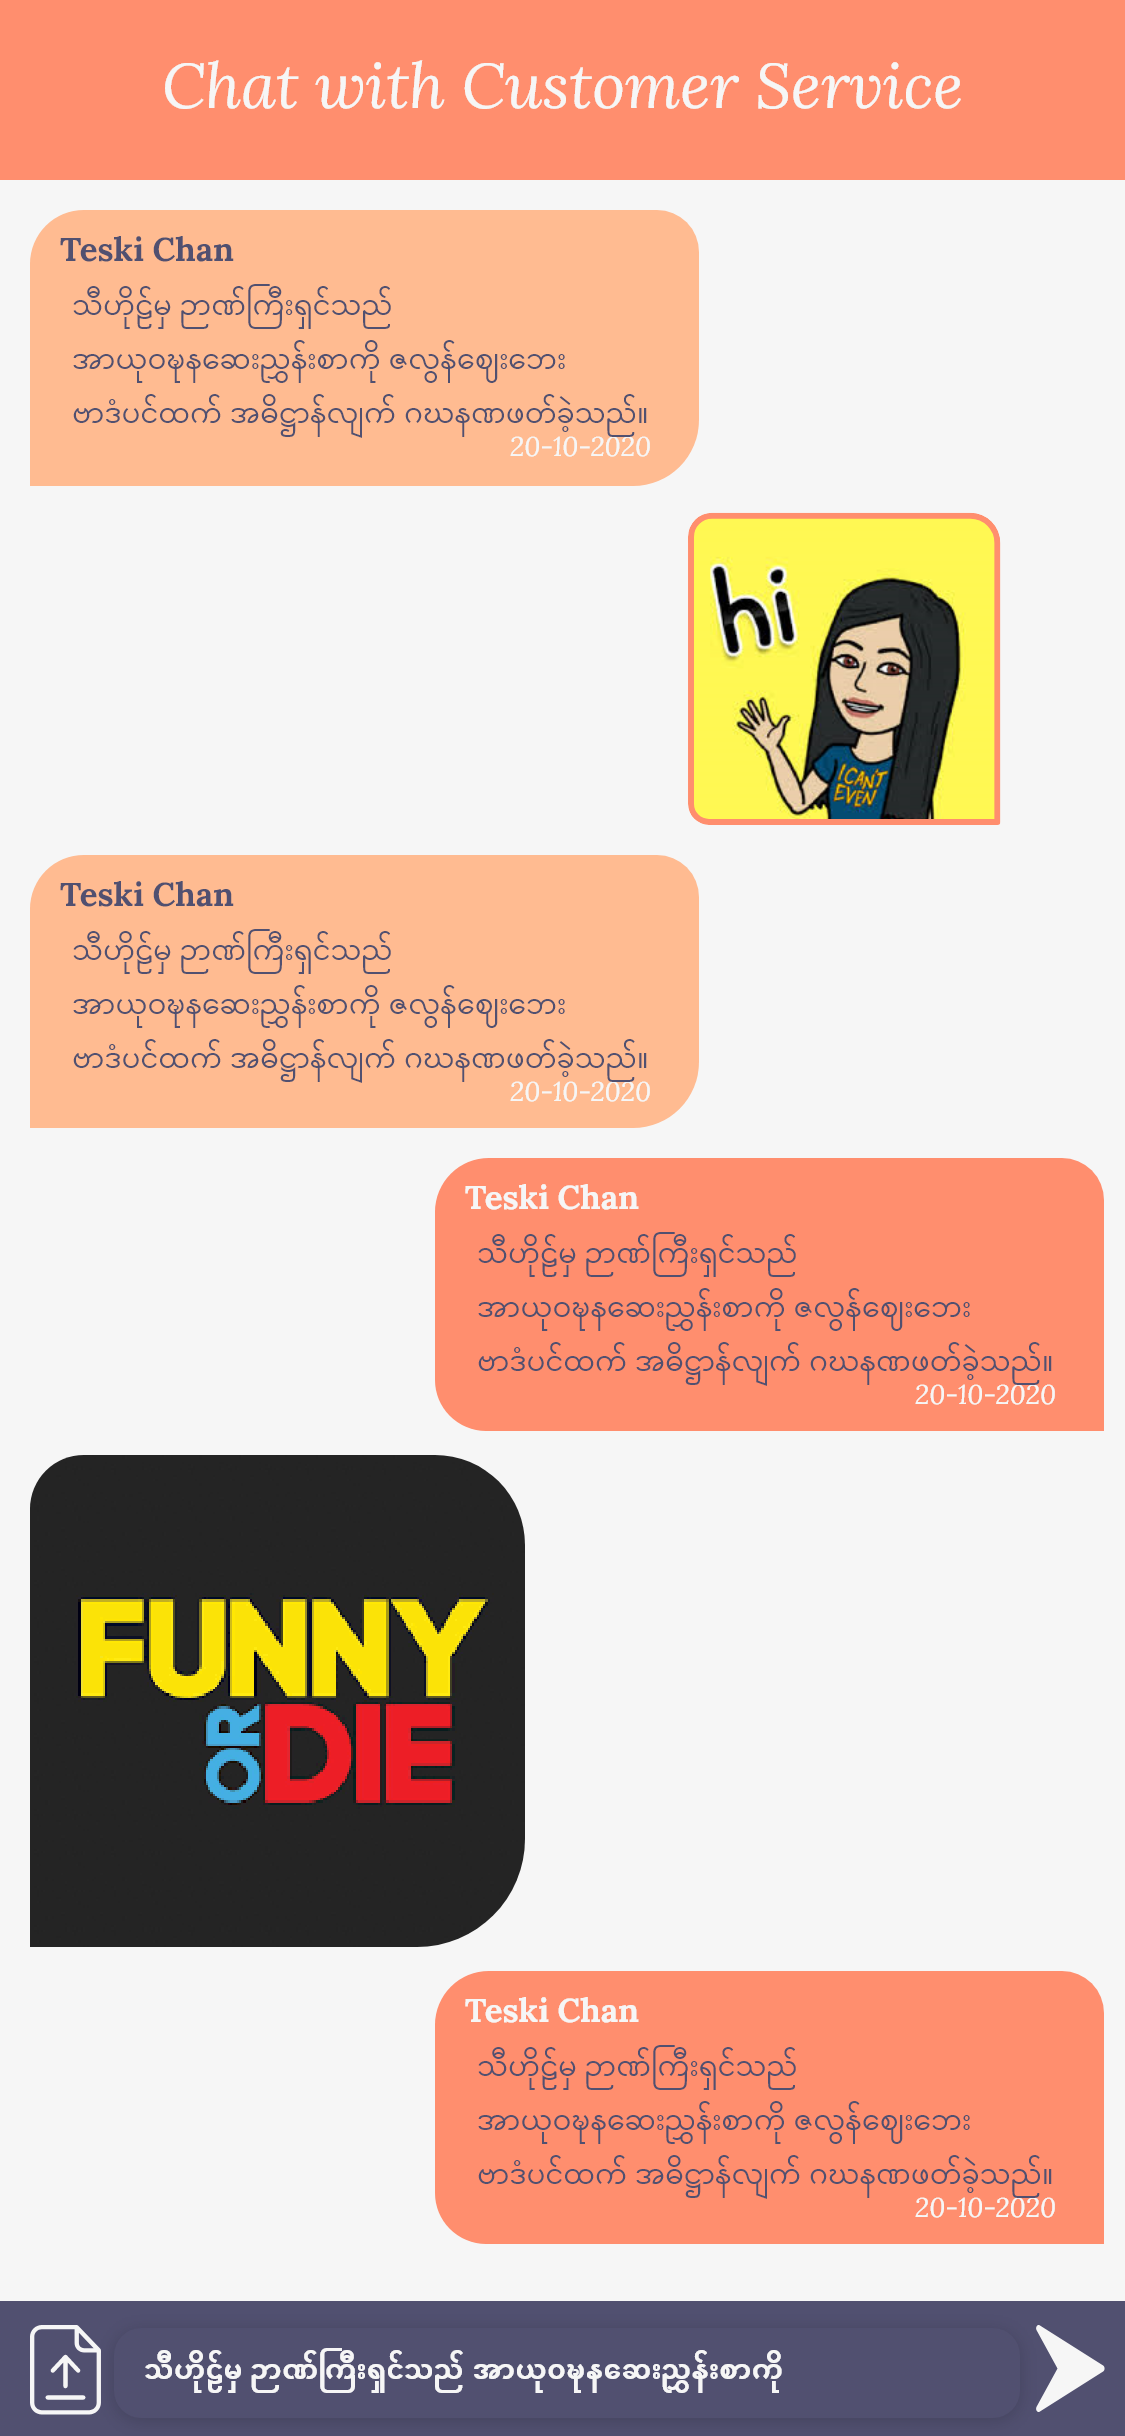 Chat with Customer Service
Teski Chan
သီဟိုဠ်မှ ဉာဏ်ကြီးရှင်သည်
အာယုဝဍ္ဎနဆေးညွှန်းစာကို ဇလွန်ဈေးဘေး
ဗာဒံပင်ထက် အဓိဋ္ဌာန်လျက် ဂဃနဏဖတ်ခဲ့သည်။
20-10-2020
hi
I CAN'T
EVEN
Teski Chan
သီဟိုဠ်မှ ဉာဏ်ကြီးရှင်သည်
အာယုဝဍ္ဎနဆေးညွှန်းစာကို ဇလွန်ဈေးဘေး
ဗာဒံပင်ထက် အဓိဋ္ဌာန်လျက် ဂဃနဏဖတ်ခဲ့သည်။
20-10-2020
Teski Chan
သီဟိုဠ်မှ ဉာဏ်ကြီးရှင်သည်
အာယုဝဍ္ဎနဆေးညွှန်းစာကို ဇလွန်ဈေးဘေး
ဗာဒံပင်ထက် အဓိဋ္ဌာန်လျက် ဂဃနဏဖတ်ခဲ့သည်။
20-10-2020
FUNNY
OR DIE
Teski Chan
သီဟိုဠ်မှ ဉာဏ်ကြီးရှင်သည်
အာယုဝဍ္ဎနဆေးညွှန်းစာကို ဇလွန်ဈေးဘေး
ဗာဒံပင်ထက် အဓိဋ္ဌာန်လျက် ဂဃနဏဖတ်ခဲ့သည်။
20-10-2020
သီဟိုဠ်မှ ဉာဏ်ကြီးရှင်သည် အာယုဝဍ္ဎနဆေးညွှန်းစာကို